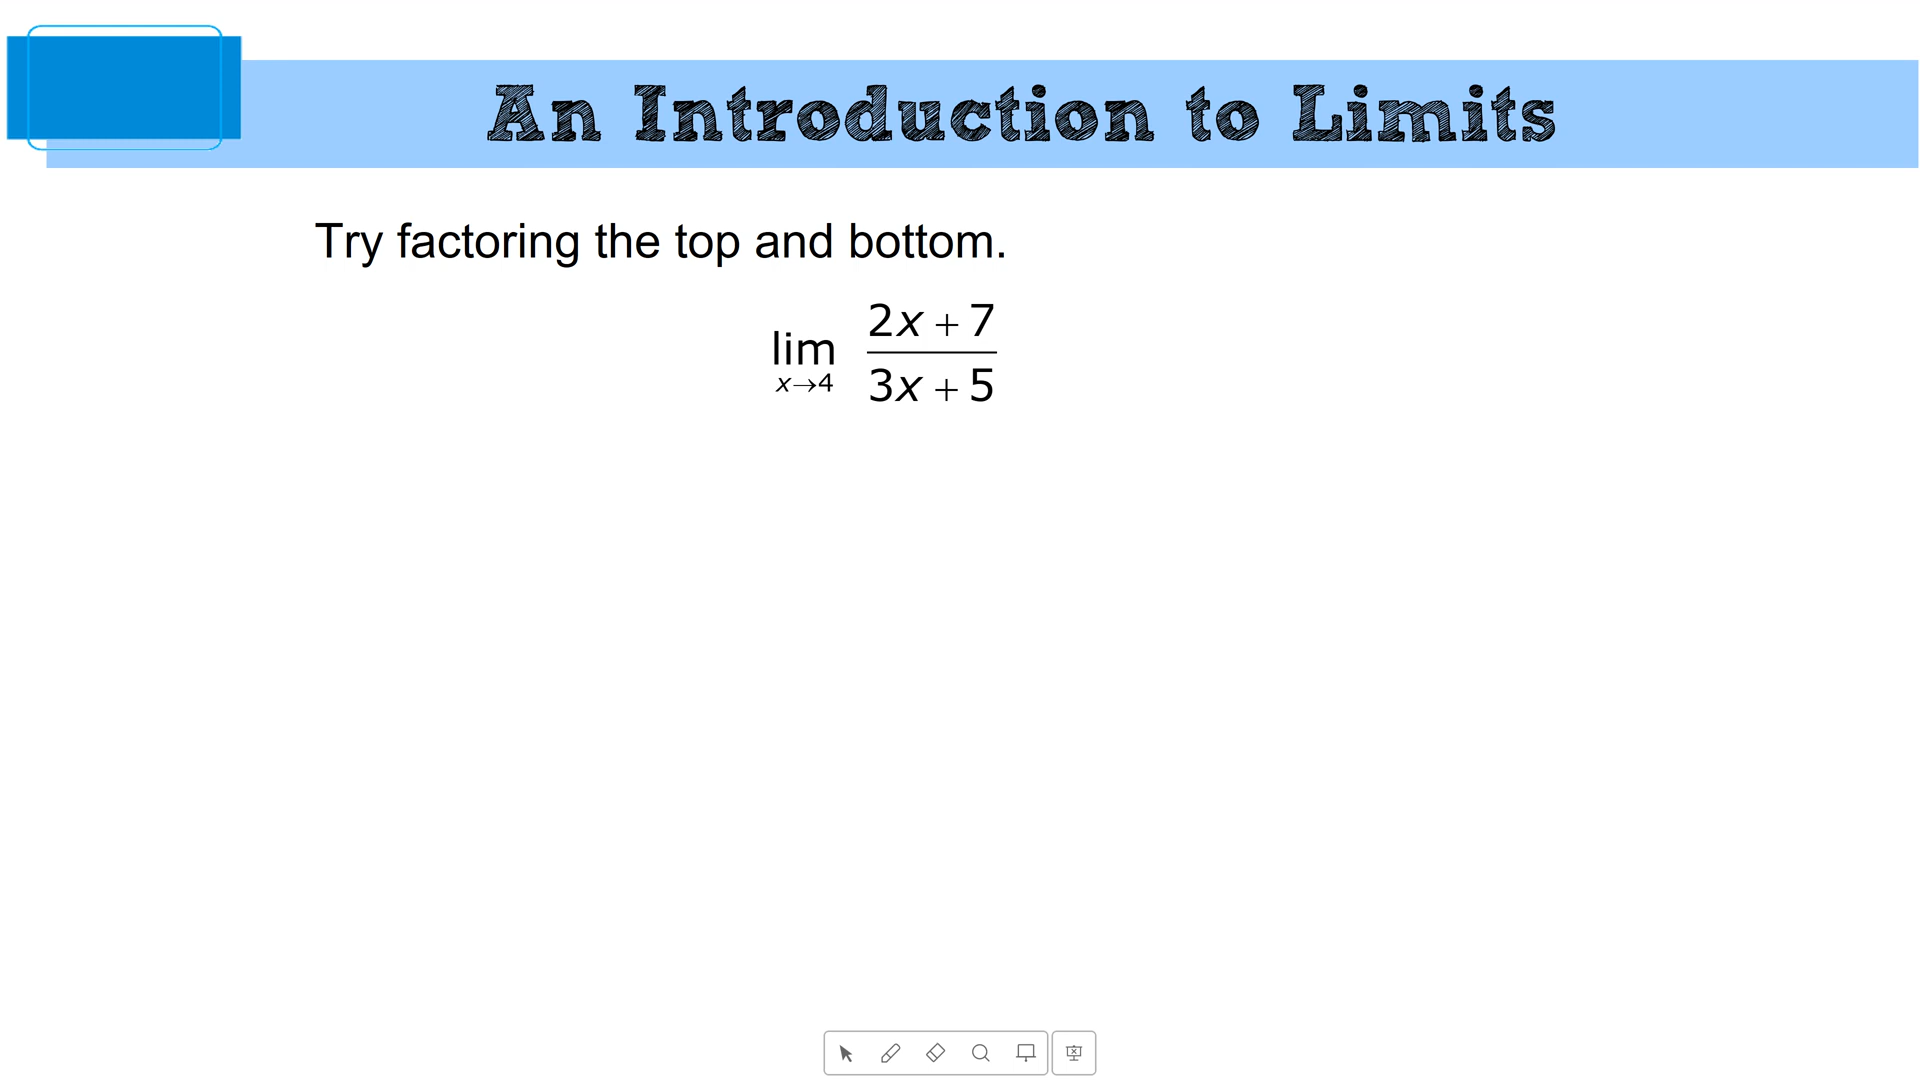 An Introduction to Limits
Try factoring the top and bottom.
lim 2x + 7
x→4 3x + 5